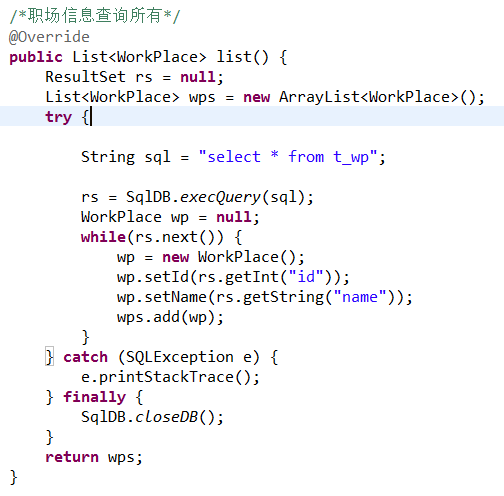 /*职场信息查询所有*/
@Override
public List<WorkPlace> list() {
    ResultSet rs = null;
    List<WorkPlace> wps = new ArrayList<WorkPlace>();
    try {

        String sql = "select * from t_wp";

        rs = SqlDB.execQuery(sql);
        WorkPlace wp = null;
        while(rs.next()) {
            wp = new WorkPlace();
            wp.setId(rs.getInt("id"));
            wp.setName(rs.getString("name"));
            wps.add(wp);
        }
    } catch (SQLException e) {
        e.printStackTrace();
    } finally {
        SqlDB.closeDB();
    }
    return wps;
}